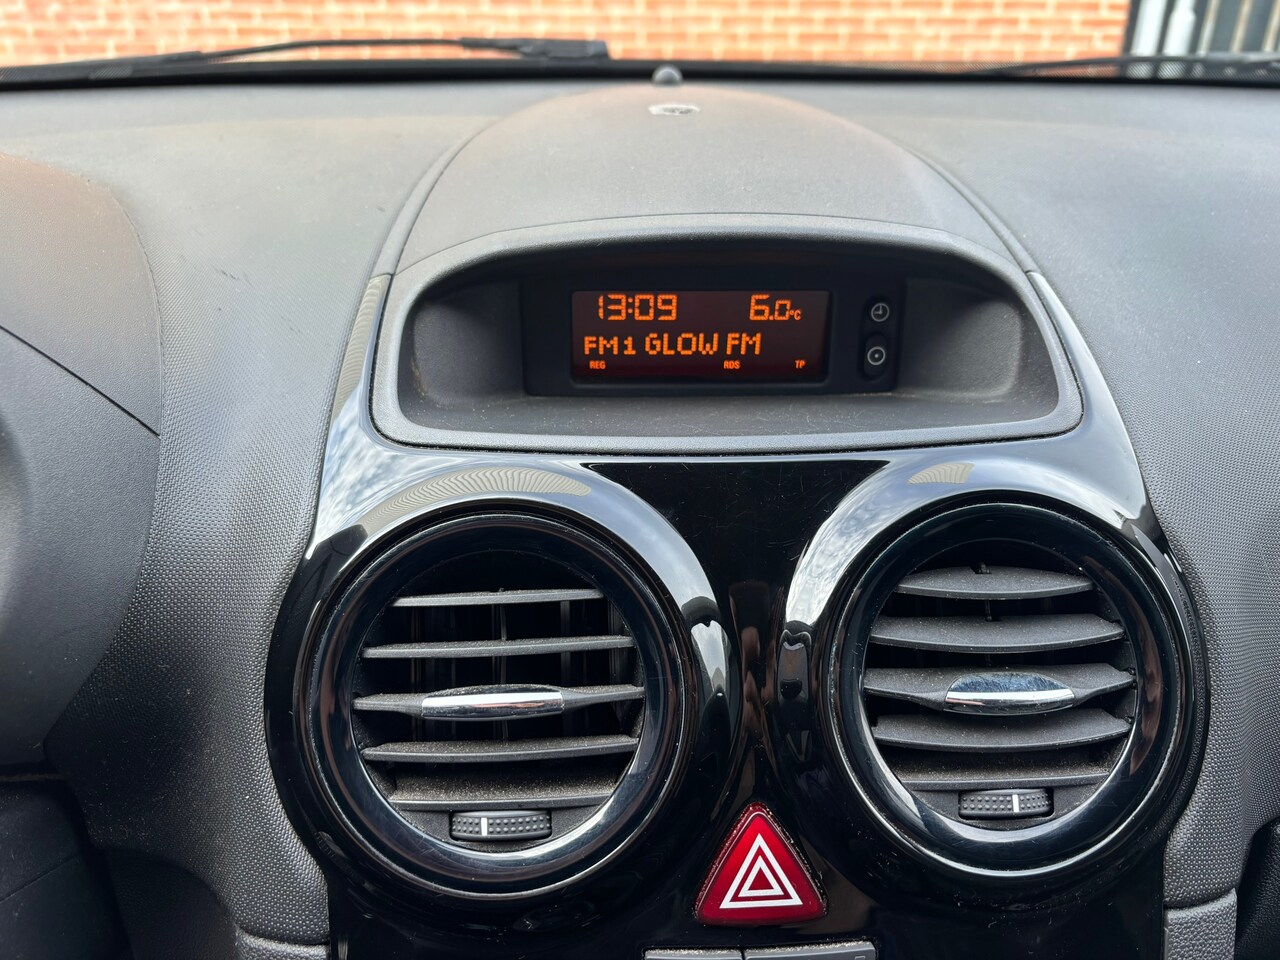 13:09 6.0°C
FM1 GLOW FM
REG RDS TP